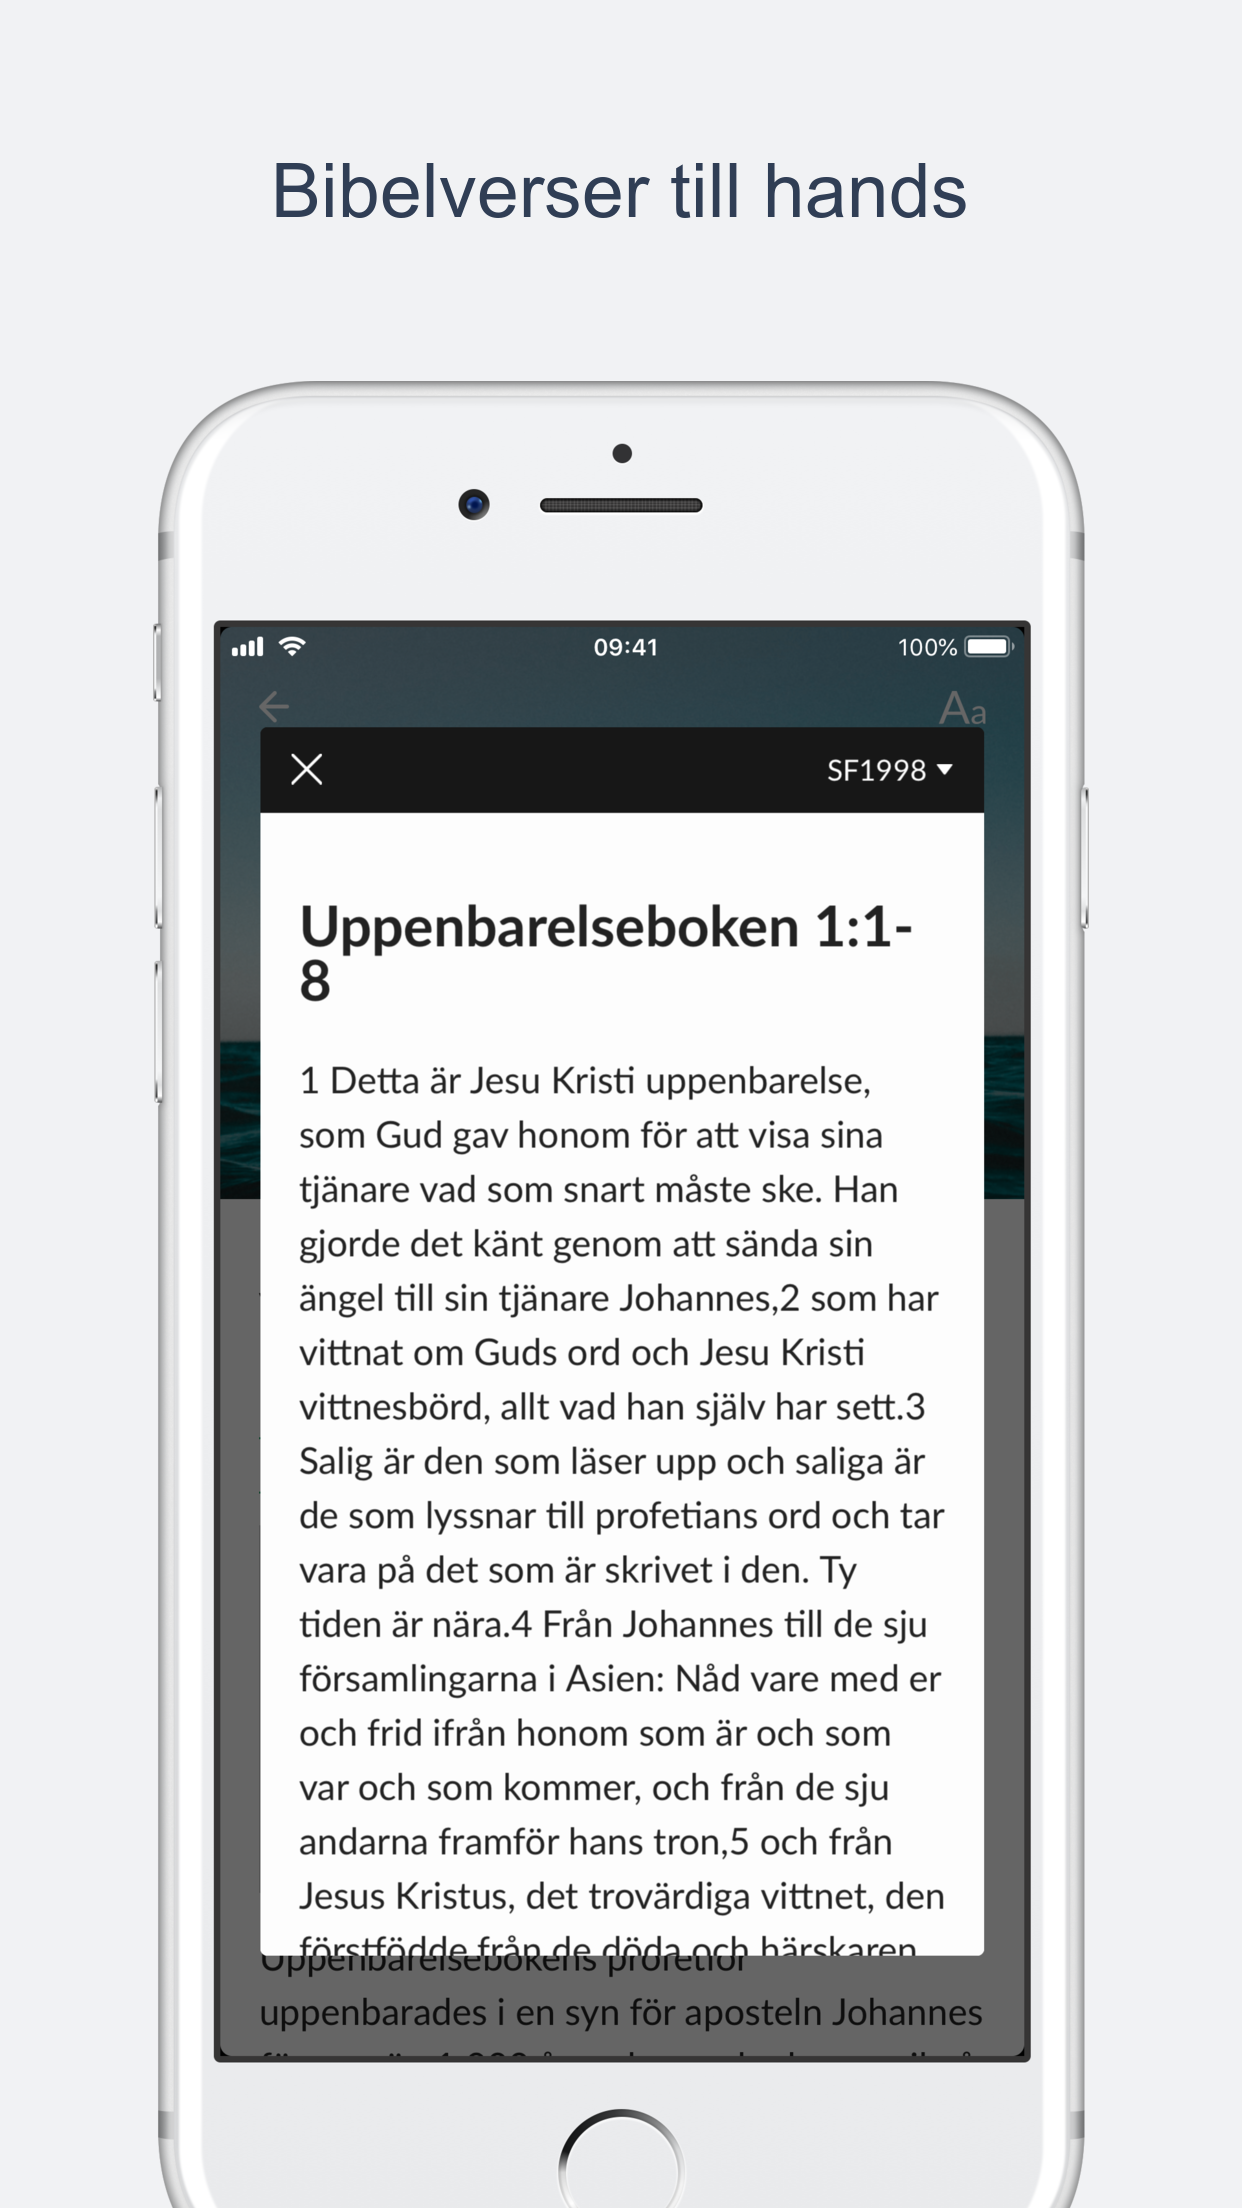 Bibelverser till hands
09:41
100%
Aa
SF1998
Uppenbarelseboken 1:1-
8
1 Detta är Jesu Kristi uppenbarelse,
som Gud gav honom för att visa sina
tjänare vad som snart måste ske. Han
gjorde det känt genom att sända sin
ängel till sin tjänare Johannes,2 som har
vittnat om Guds ord och Jesu Kristi
vittnesbörd, allt vad han själv har sett.3
Salig är den som läser upp och saliga är
de som lyssnar till profetians ord och tar
vara på det som är skrivet i den. Ty
tiden är nära.4 Från Johannes till de sju
församlingarna i Asien: Nåd vare med er
och frid ifrån honom som är och som
var och som kommer, och från de sju
andarna framför hans tron,5 och från
Jesus Kristus, det trovärdiga vittnet, den
förstfödde från de döda och härskaren
Uppenbarelsebokens profetior
uppenbarades i en syn för aposteln Johannes